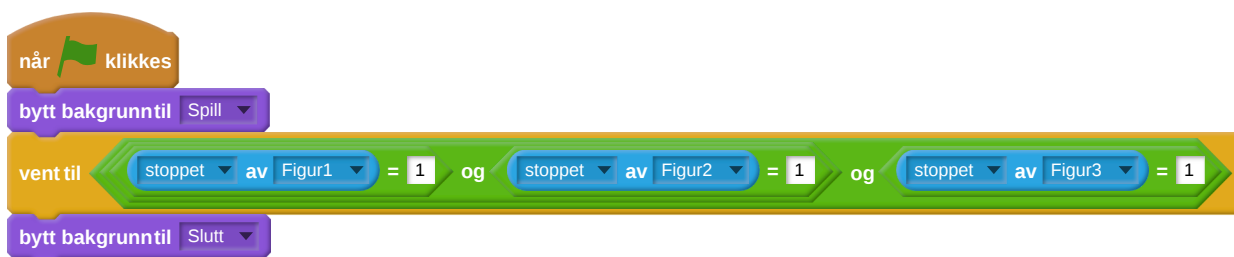 når klikkes
bytt bakgrunn til Spill
vent til stoppet av Figur1 = 1 og stoppet av Figur2 = 1 og stoppet av Figur3 = 1
bytt bakgrunn til Slutt